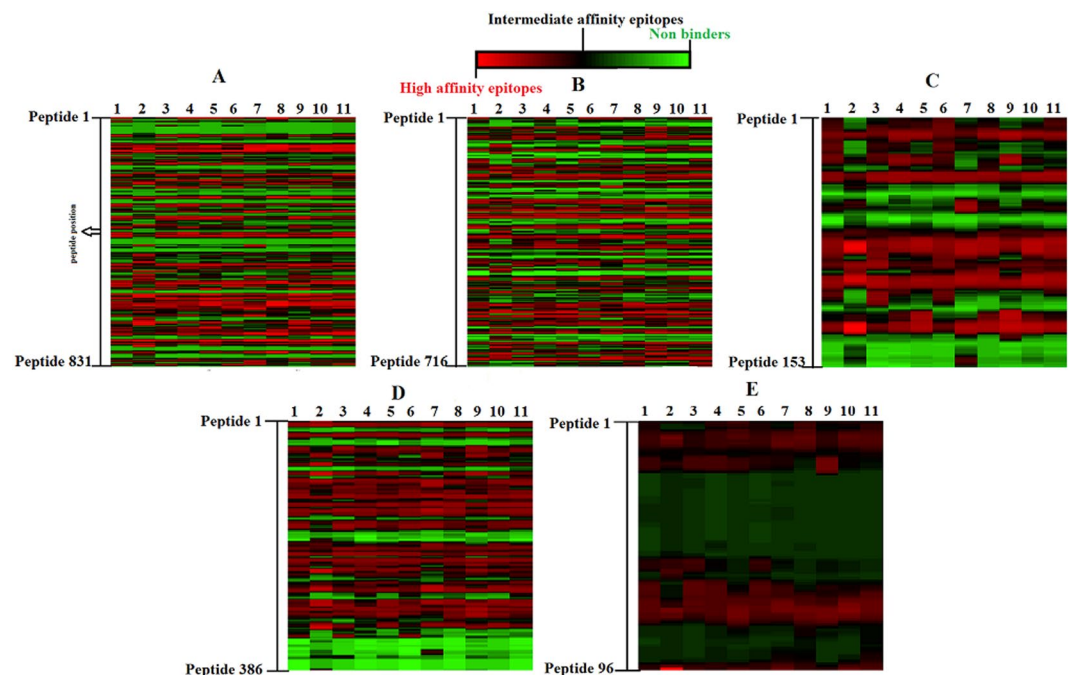 Intermediate affinity epitopes
Non binders
High affinity epitopes
A
1 2 3 4 5 6 7 8 9 10 11
Peptide 1
peptide position
Peptide 831
B
1 2 3 4 5 6 7 8 9 10 11
Peptide 1
Peptide 716
C
1 2 3 4 5 6 7 8 9 10 11
Peptide 1
Peptide 153
D
1 2 3 4 5 6 7 8 9 10 11
Peptide 1
Peptide 386
E
1 2 3 4 5 6 7 8 9 10 11
Peptide 1
Peptide 96